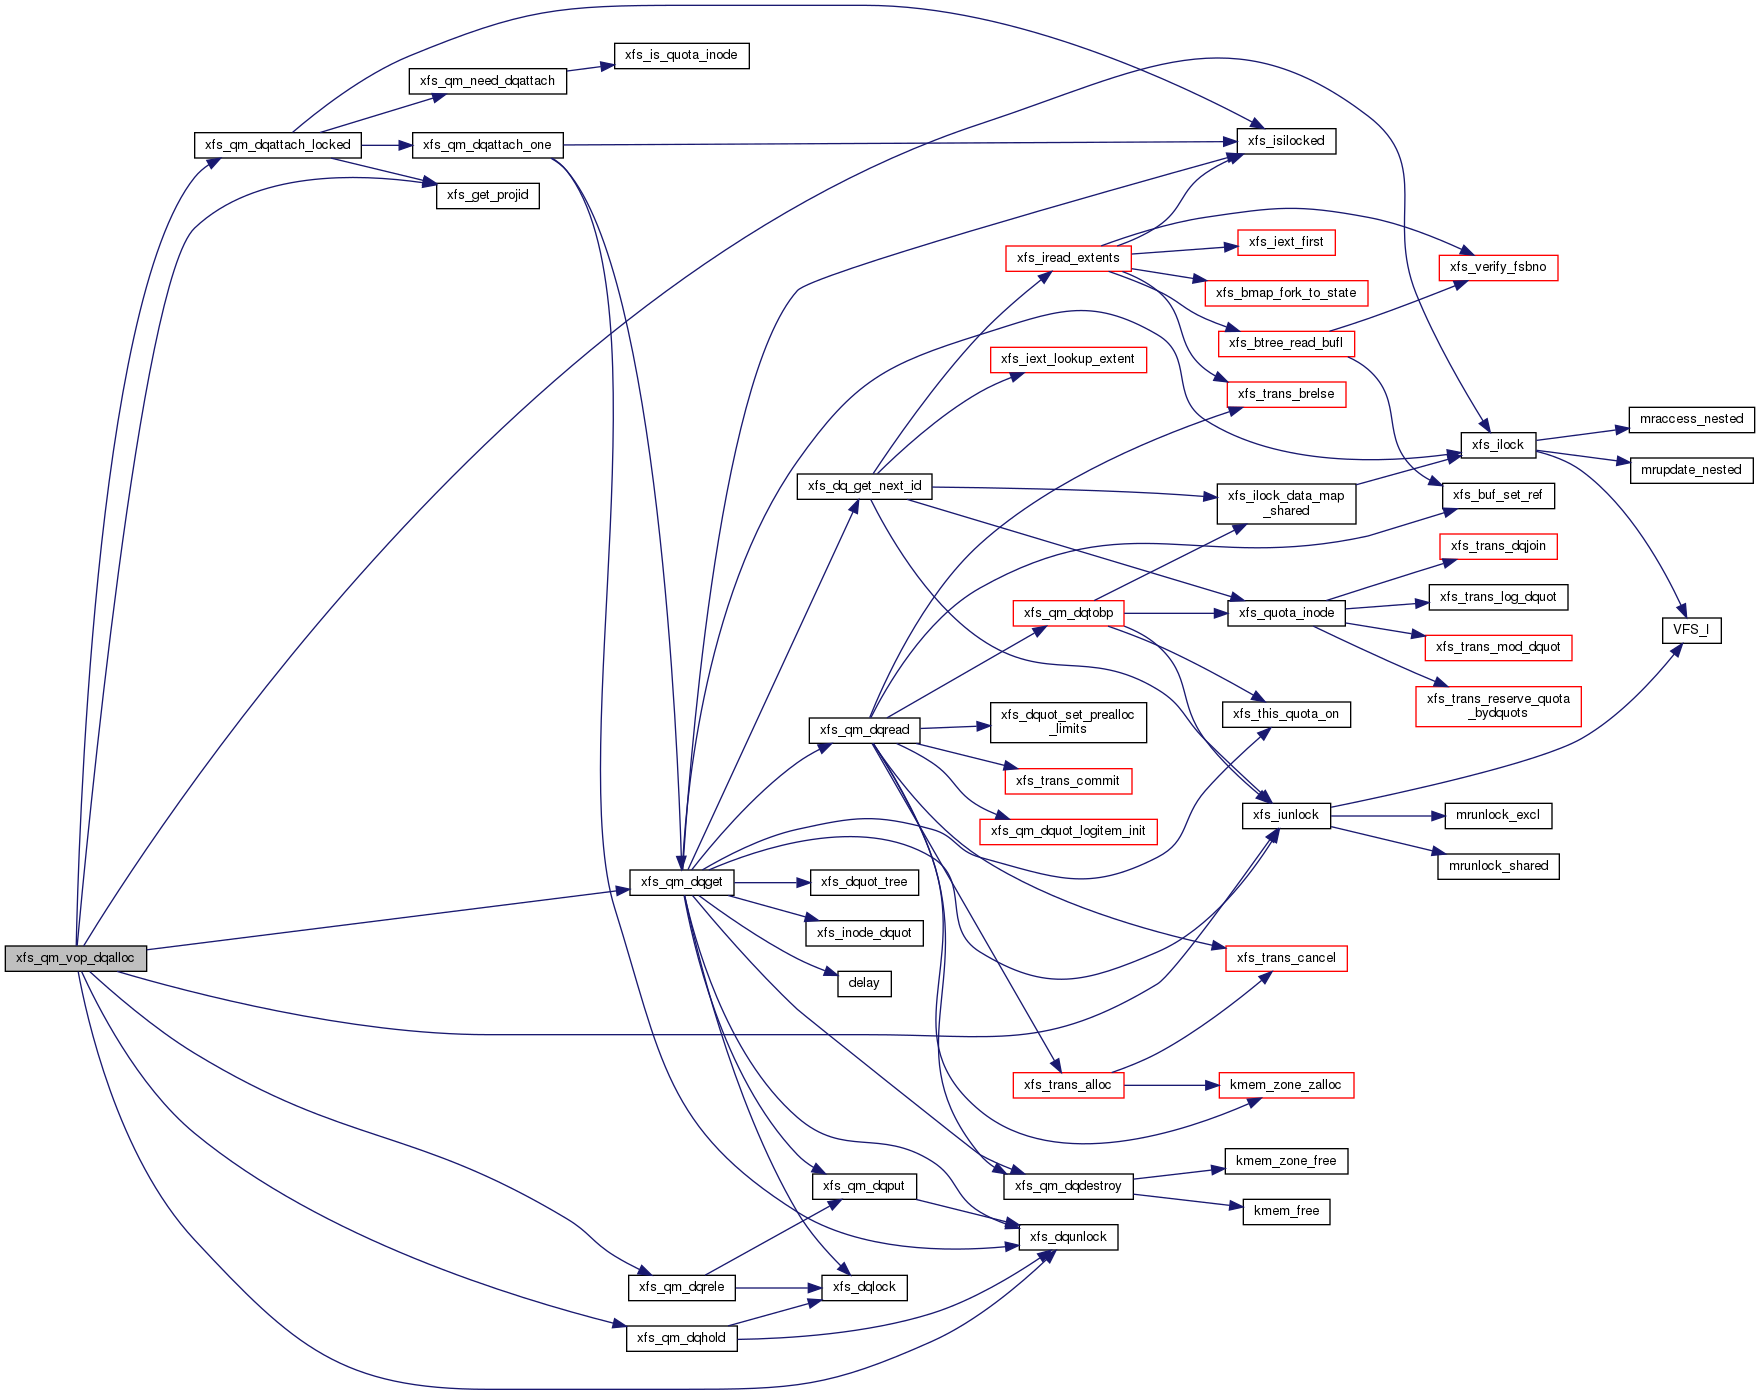 xfs_is_quota_inode
xfs_qm_need_dqattach
xfs_qm_dqattach_locked
xfs_qm_dqattach_one
xfs_isilocked
xfs_get_projid
xfs_iread_extents
xfs_iext_first
xfs_verify_fsbno
xfs_bmap_fork_to_state
xfs_btree_read_bufl
xfs_iext_lookup_extent
xfs_trans_brelse
mraccess_nested
xfs_ilock
mrupdate_nested
xfs_dq_get_next_id
xfs_ilock_data_map
_shared
xfs_buf_set_ref
xfs_trans_dqjoin
xfs_trans_log_dquot
xfs_qm_dqtobp
xfs_quota_inode
VFS_I
xfs_trans_mod_dquot
xfs_trans_reserve_quota
_bydquots
xfs_this_quota_on
xfs_dquot_set_prealloc
_limits
xfs_qm_dqread
xfs_trans_commit
xfs_iunlock
mrunlock_excl
xfs_qm_dquot_logitem_init
mrunlock_shared
xfs_qm_dqget
xfs_dquot_tree
xfs_inode_dquot
xfs_qm_vop_dqalloc
xfs_trans_cancel
delay
xfs_trans_alloc
kmem_zone_zalloc
kmem_zone_free
xfs_qm_dqput
xfs_qm_dqdestroy
kmem_free
xfs_dqunlock
xfs_qm_dqrele
xfs_dqlock
xfs_qm_dqhold